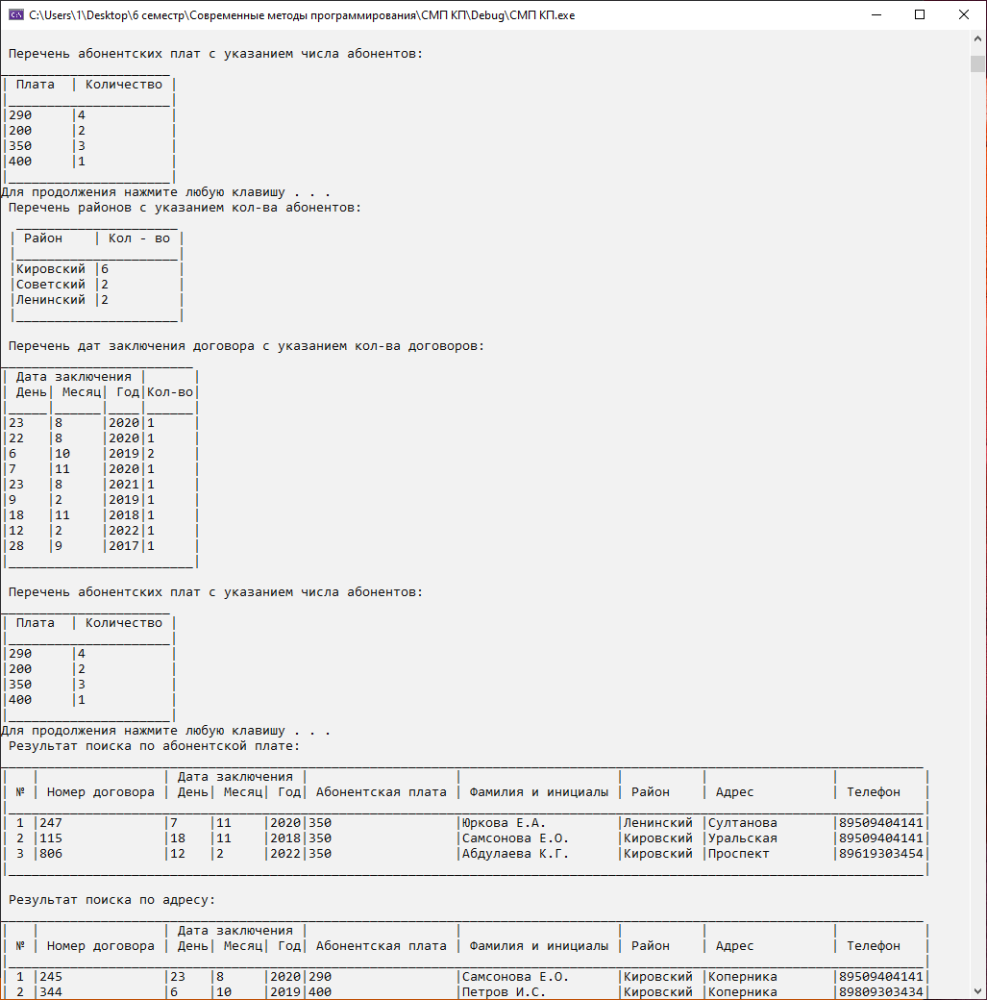 C:\Users\1\Desktop\6 семестр\Современные методы программирования\СМП КП\Debug\СМП КП.exe
Перечень абонентских плат с указанием числа абонентов:
| Плата | Количество |
|290 |4 |
|200 |2 |
|350 |3 |
|400 |1 |
Для продолжения нажмите любую клавишу . . .
Перечень районов с указанием кол-ва абонентов:
| Район | Кол - во |
|Кировский |6 |
|Советский |2 |
|Ленинский |2 |
Перечень дат заключения договора с указанием кол-ва договоров:
| Дата заключения | |
| День| Месяц| Год|Кол-во|
|23 |8 |2020|1 |
|22 |8 |2020|1 |
|6 |10 |2019|2 |
|7 |11 |2020|1 |
|23 |8 |2021|1 |
|9 |2 |2019|1 |
|18 |11 |2018|1 |
|12 |2 |2022|1 |
|28 |9 |2017|1 |
Перечень абонентских плат с указанием числа абонентов:
| Плата | Количество |
|290 |4 |
|200 |2 |
|350 |3 |
|400 |1 |
Для продолжения нажмите любую клавишу . . .
Результат поиска по абонентской плате:
| | | Дата заключения | | | | | |
| № | Номер договора | День| Месяц| Год| Абонентская плата | Фамилия и инициалы | Район | Адрес | Телефон |
| 1 |247 |7 |11 |2020|350 |Юркова Е.А. |Ленинский |Султанова |89509404141|
| 2 |115 |18 |11 |2018|350 |Самсонова Е.О. |Кировский |Уральская |89509404141|
| 3 |806 |12 |2 |2022|350 |Абдулаева К.Г. |Кировский |Проспект |89619303454|
Результат поиска по адресу:
| | | Дата заключения | | | | | |
| № | Номер договора | День| Месяц| Год| Абонентская плата | Фамилия и инициалы | Район | Адрес | Телефон |
| 1 |245 |23 |8 |2020|290 |Самсонова Е.О. |Кировский |Коперника |89509404141|
| 2 |344 |6 |10 |2019|400 |Петров И.С. |Кировский |Коперника |89809303434|